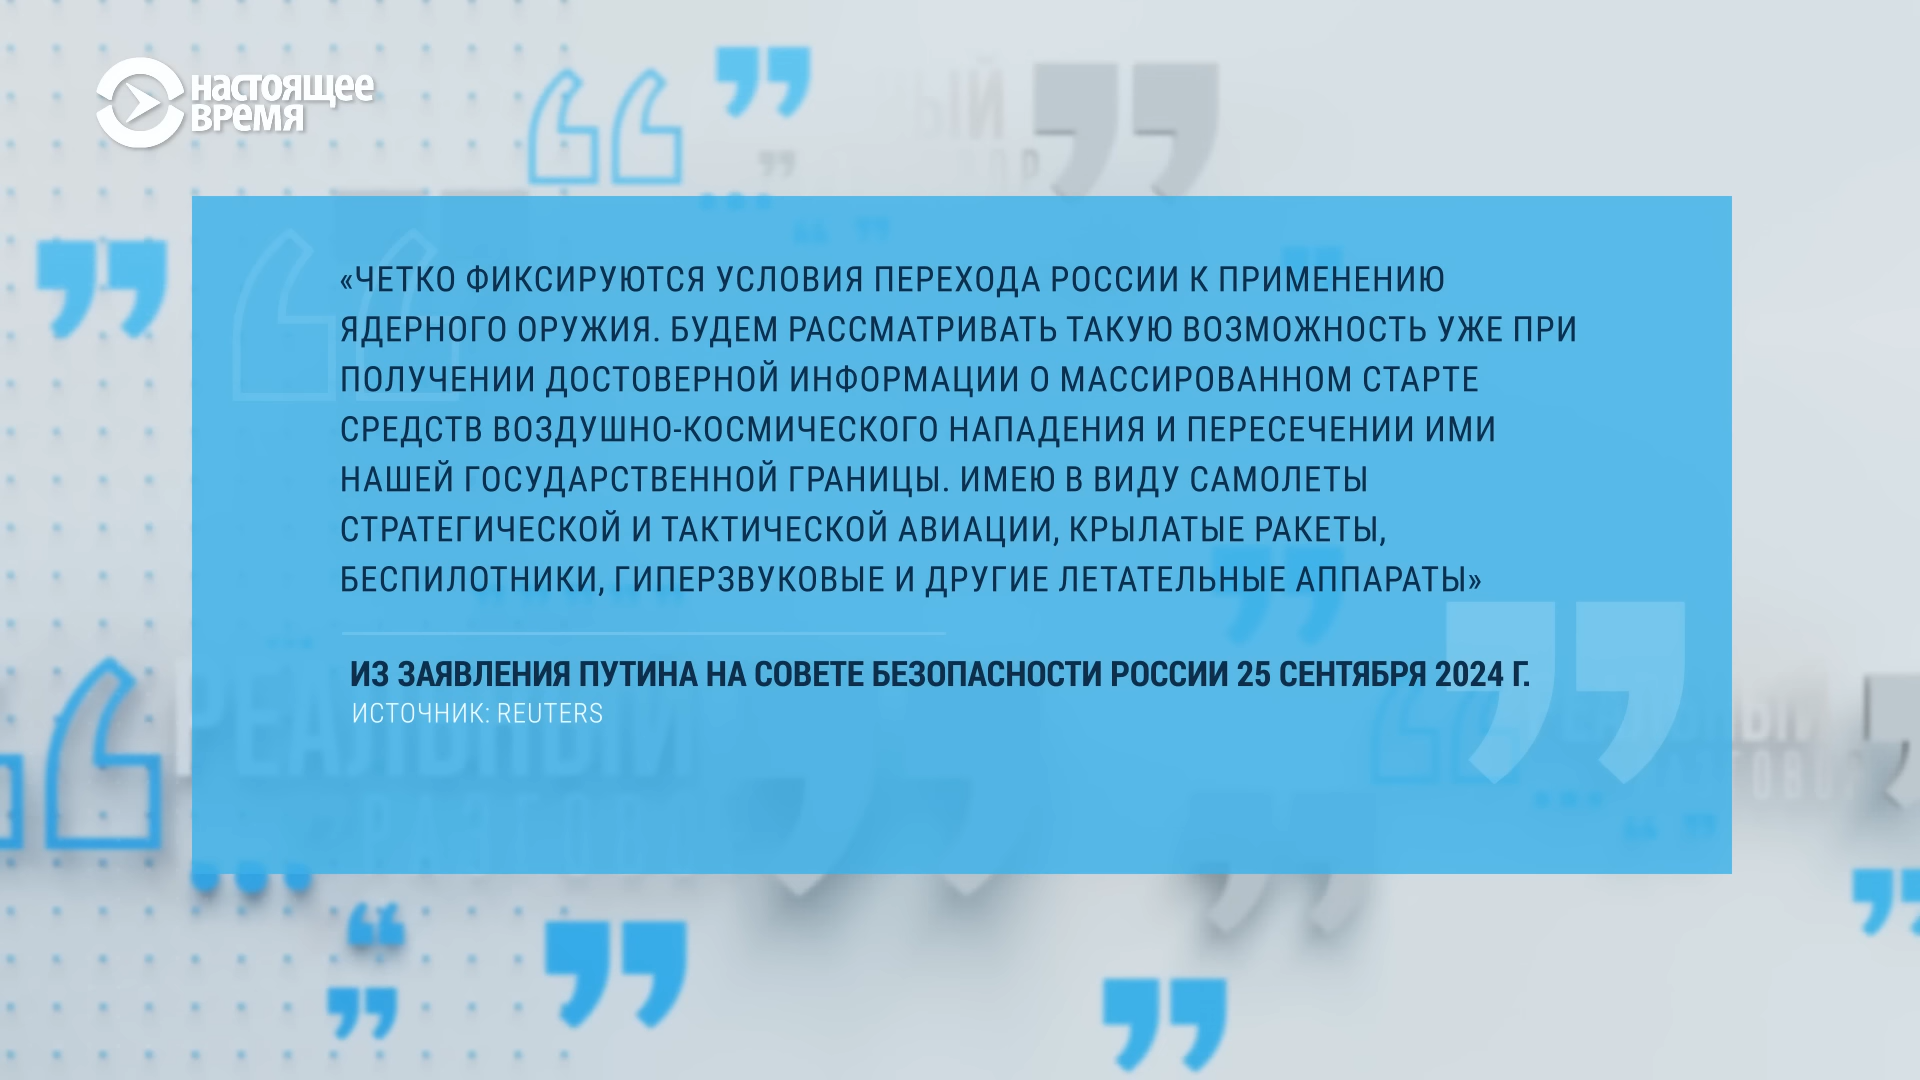 настоящее
время
«ЧЕТКО ФИКСИРУЮТСЯ УСЛОВИЯ ПЕРЕХОДА РОССИИ К ПРИМЕНЕНИЮ
ЯДЕРНОГО ОРУЖИЯ. БУДЕМ РАССМАТРИВАТЬ ТАКУЮ ВОЗМОЖНОСТЬ УЖЕ ПРИ
ПОЛУЧЕНИИ ДОСТОВЕРНОЙ ИНФОРМАЦИИ О МАССИРОВАННОМ СТАРТЕ
СРЕДСТВ ВОЗДУШНО-КОСМИЧЕСКОГО НАПАДЕНИЯ И ПЕРЕСЕЧЕНИИ ИМИ
НАШЕЙ ГОСУДАРСТВЕННОЙ ГРАНИЦЫ. ИМЕЮ В ВИДУ САМОЛЕТЫ
СТРАТЕГИЧЕСКОЙ И ТАКТИЧЕСКОЙ АВИАЦИИ, КРЫЛАТЫЕ РАКЕТЫ,
БЕСПИЛОТНИКИ, ГИПЕРЗВУКОВЫЕ И ДРУГИЕ ЛЕТАТЕЛЬНЫЕ АППАРАТЫ»
ИЗ ЗАЯВЛЕНИЯ ПУТИНА НА СОВЕТЕ БЕЗОПАСНОСТИ РОССИИ 25 СЕНТЯБРЯ 2024 Г.
ИСТОЧНИК: REUTERS
РЕАЛЬНЫЙ